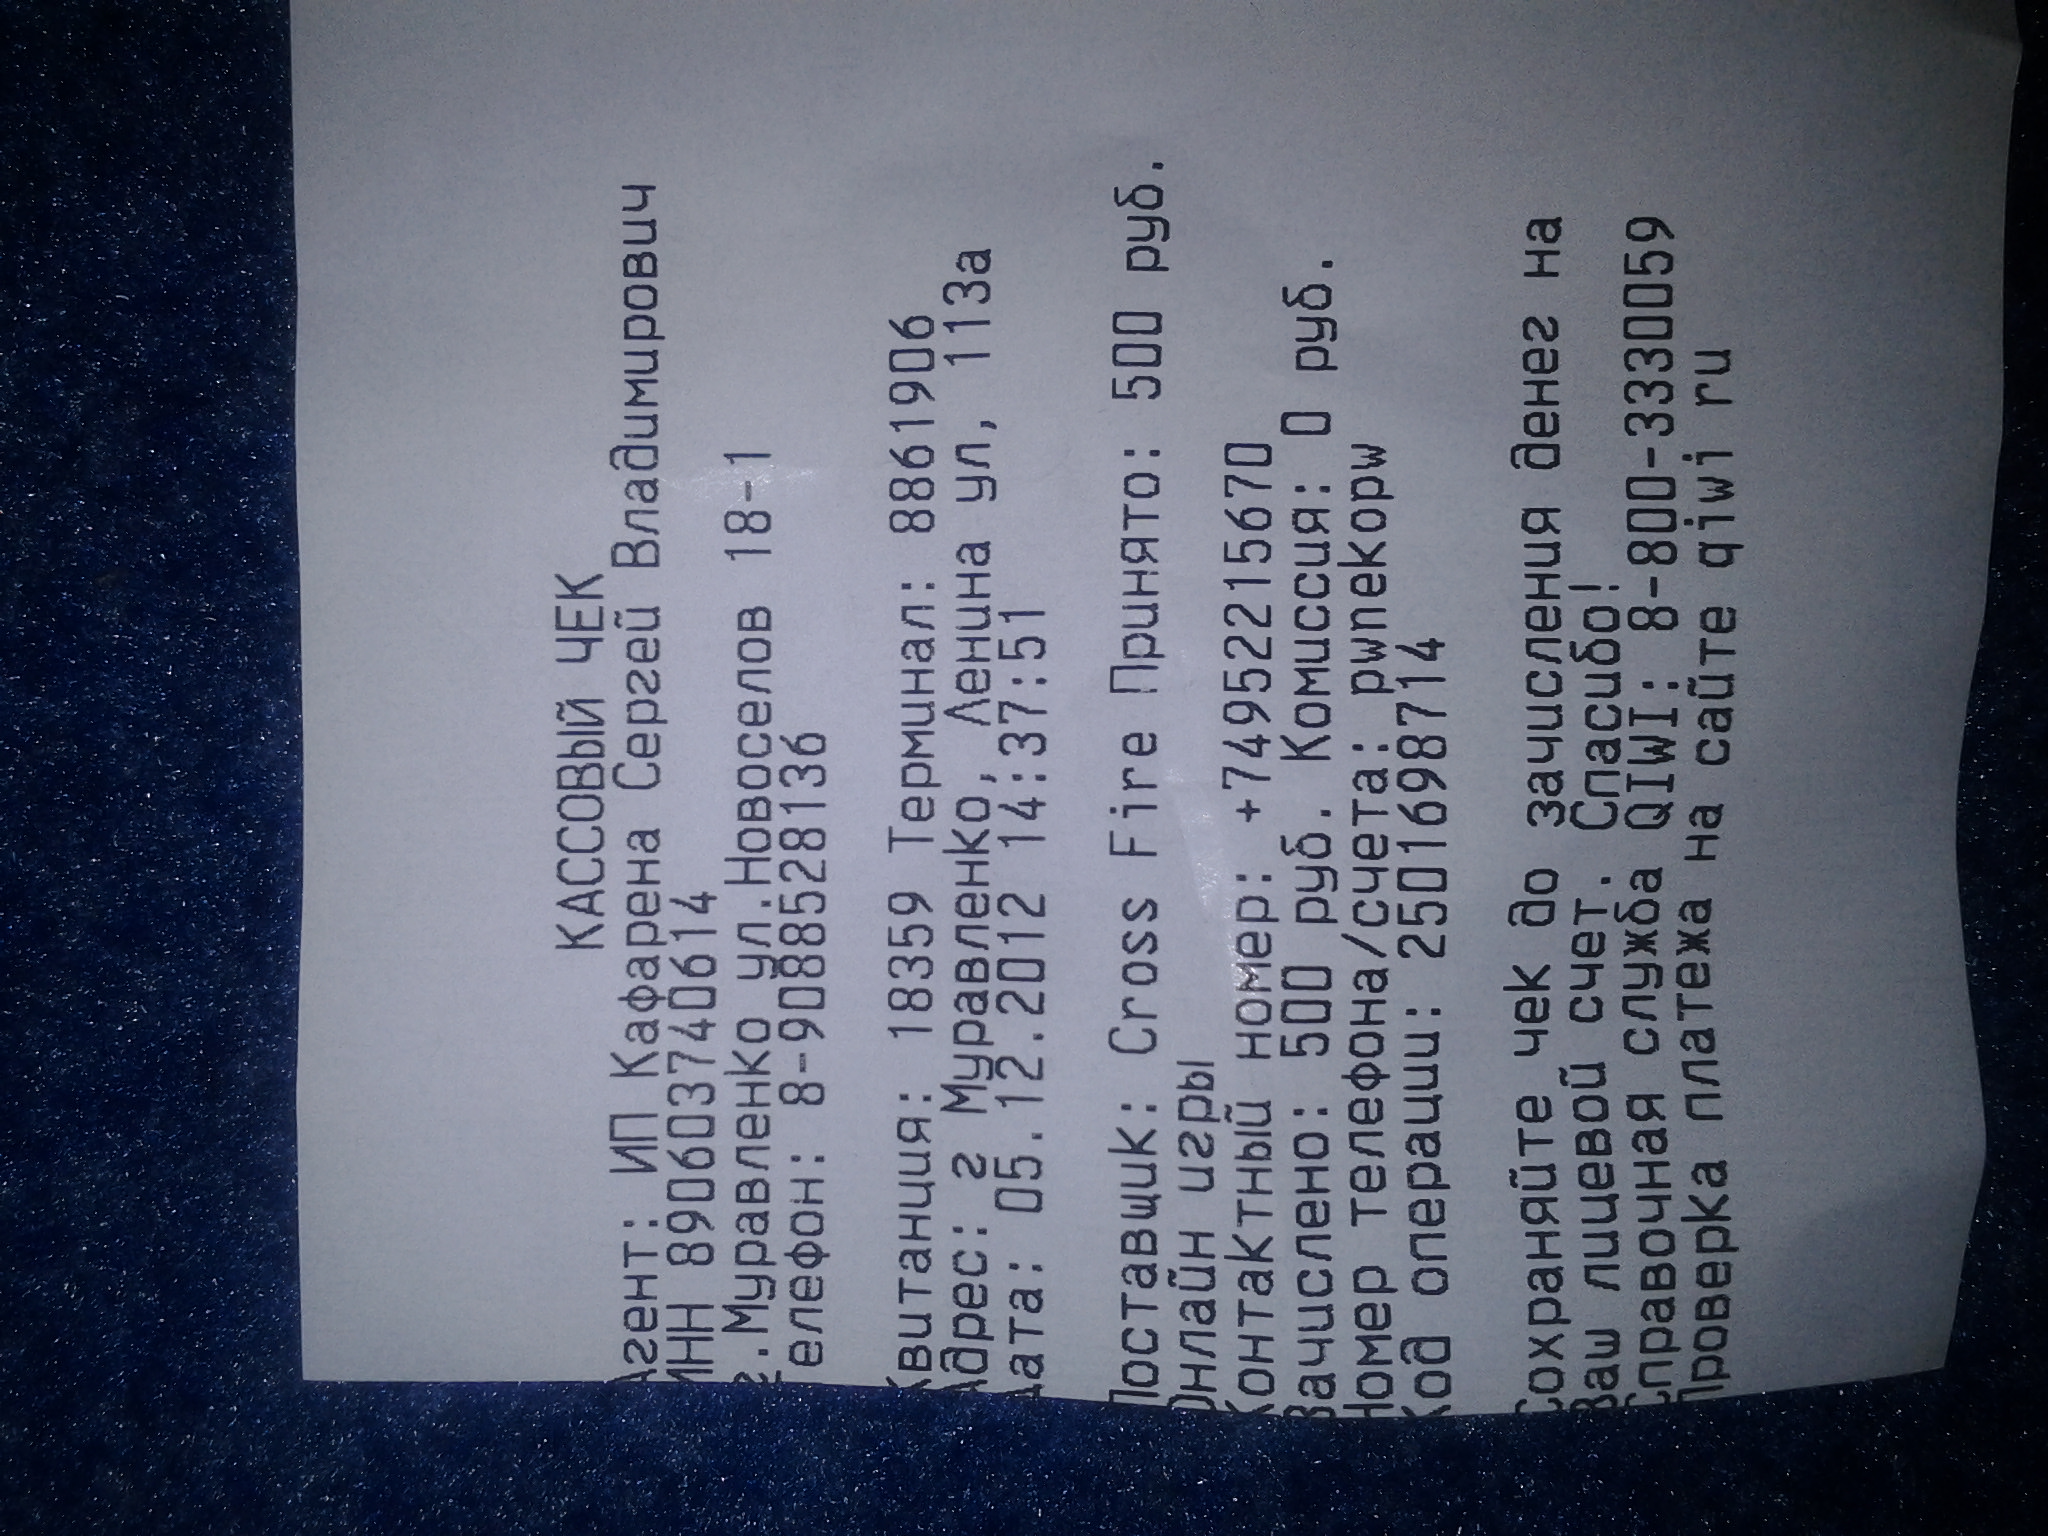 КАССОВЫЙ ЧЕК
Агент: ИП Кафарена Сергей Владимирович
ИНН 890603740614
г.Муравленко ул.Новоселов 18-1
Телефон: 8-9088528136
Квитанция: 18359 Терминал: 8861906
Адрес: г Муравленко, Ленина ул, 113а
Дата: 05.12.2012 14:37:51
Поставщик: Cross Fire Принято: 500 руб.
Онлайн игры
Контактный номер: +74952215670
Зачислено: 500 руб. Комиссия: 0 руб.
Номер телефона/счета: pwnekopw
Код операции: 2501698714
Сохраняйте чек до зачисления денег на
Ваш лицевой счет. Спасибо!
Справочная служба QIWI: 8-800-3330059
Проверка платежа на сайте qiwi ru